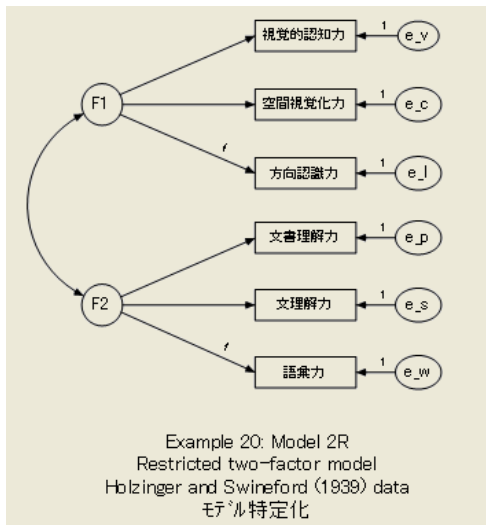 視覚的認知力
1
e_v
F1
空間視覚化力
1
e_c
f
方向認識力
1
e_l
文書理解力
1
e_p
F2
文理解力
1
e_s
f
語彙力
1
e_w
Example 20: Model 2R
Restricted two-factor model
Holzinger and Swineford (1939) data
モデル特定化